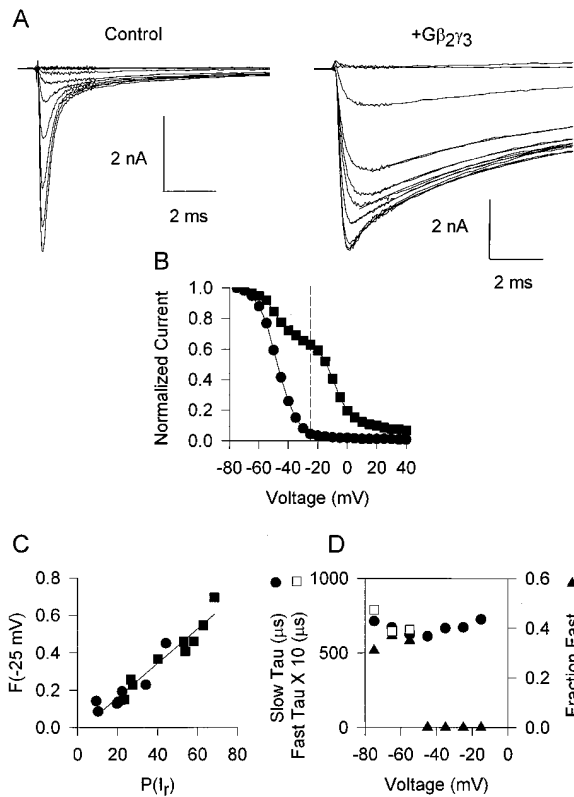 A
Control
+Gβ₂γ₃
2 nA
2 ms
2 nA
2 ms
B
Normalized Current
1.0
0.8
0.6
0.4
0.2
0.0
-80 -60 -40 -20 0 20 40
Voltage (mV)
C
F(-25 mV)
0.8
0.6
0.4
0.2
0.0
0 20 40 60 80
P(Iᵣ)
D
Slow Tau (μs)
Fast Tau X 10 (μs)
1000
500
0
0.6
0.4
0.2
0.0
Fraction Fast
-80 -60 -40 -20 0
Voltage (mV)